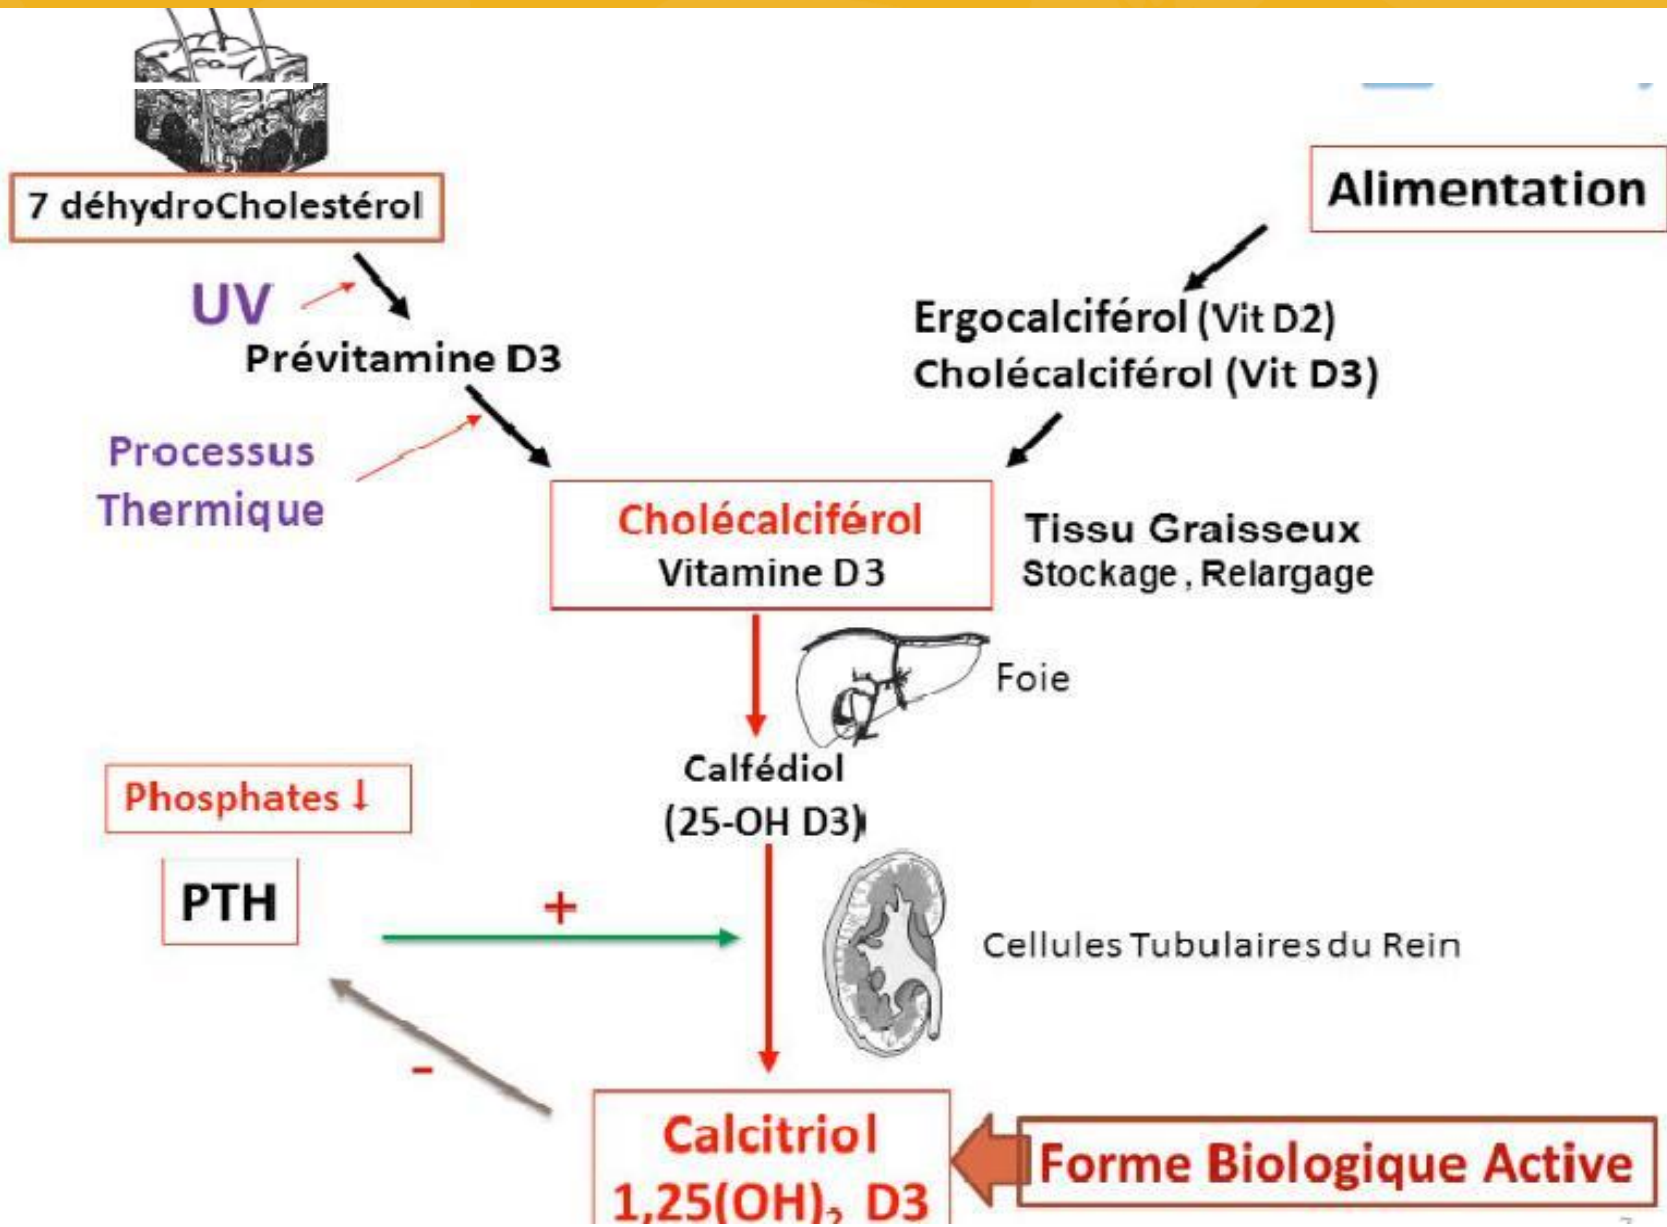 7 déhydroCholestérol
UV
Prévitamine D3
Processus
Thermique
Alimentation
Ergocalciférol (Vit D2)
Cholécalciférol (Vit D3)
Cholécalciférol
Vitamine D3
Tissu Graisseux
Stockage , Relargage
Foie
Calfédiol
(25-OH D3)
Phosphates ↓
PTH
+
Cellules Tubulaires du Rein
-
Calcitriol
1,25(OH)₂ D3
Forme Biologique Active